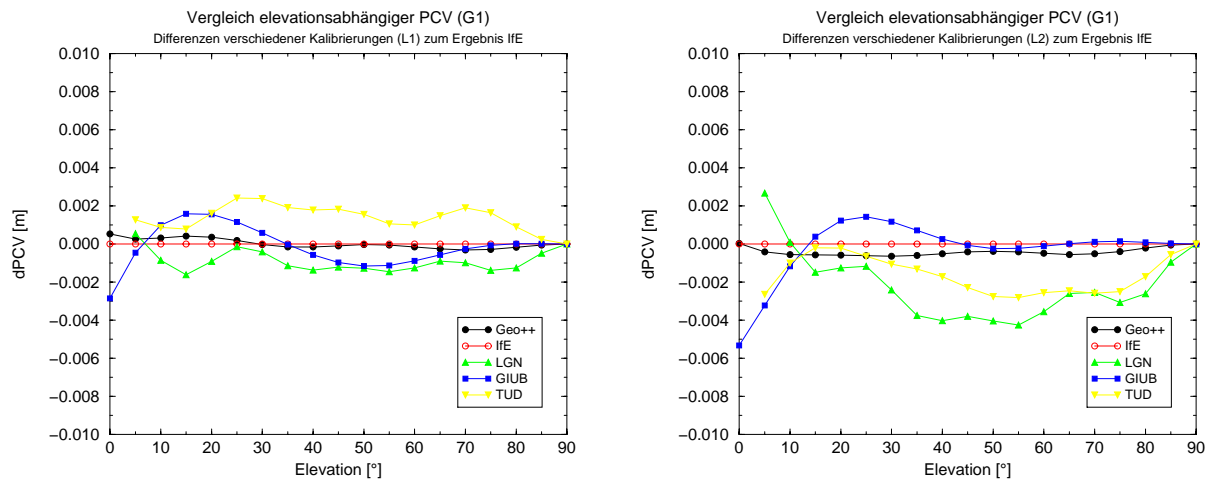 Vergleich elevationsabhängiger PCV (G1)
Differenzen verschiedener Kalibrierungen (L1) zum Ergebnis IfE
0.010
0.008
0.006
0.004
0.002
0.000
−0.002
−0.004
−0.006
−0.008
−0.010
dPCV [m]
0 10 20 30 40 50 60 70 80 90
Elevation [°]
Geo++
IfE
LGN
GIUB
TUD
Vergleich elevationsabhängiger PCV (G1)
Differenzen verschiedener Kalibrierungen (L2) zum Ergebnis IfE
0.010
0.008
0.006
0.004
0.002
0.000
−0.002
−0.004
−0.006
−0.008
−0.010
dPCV [m]
0 10 20 30 40 50 60 70 80 90
Elevation [°]
Geo++
IfE
LGN
GIUB
TUD